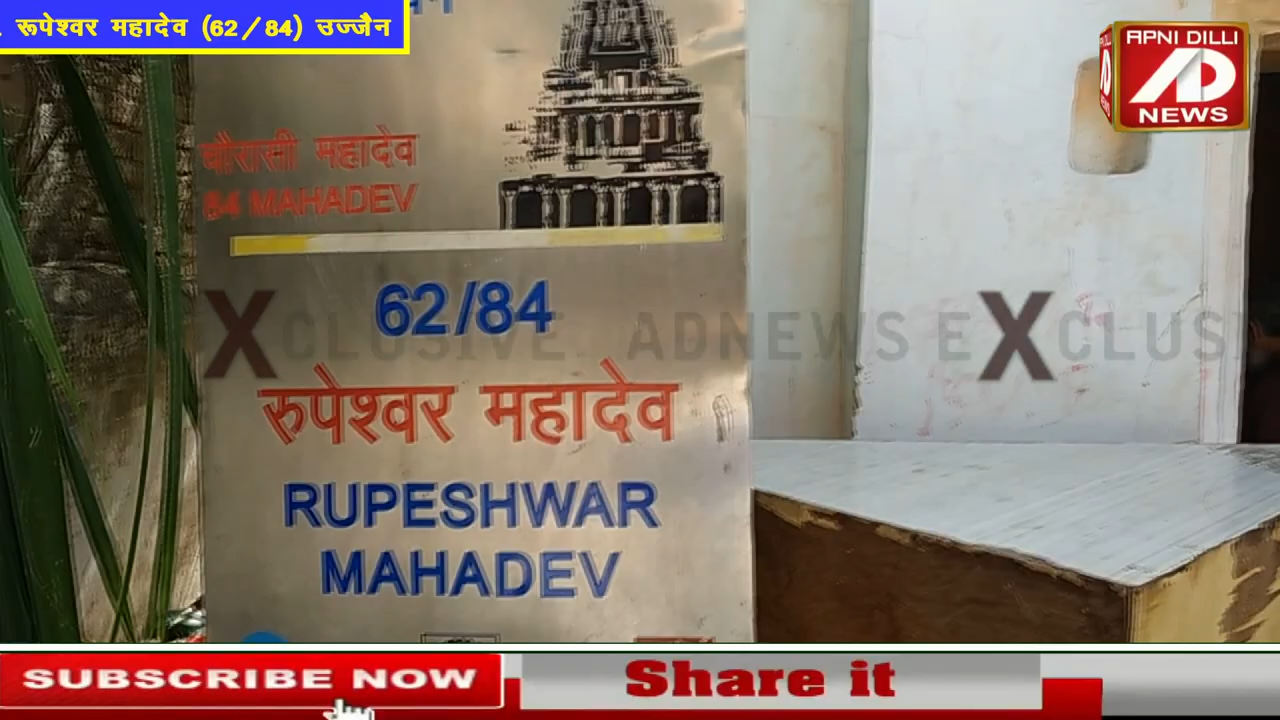 रूपेश्वर महादेव (62/84) उज्जैन
APNI DILLI
AD
NEWS
चौरासी महादेव
84 MAHADEV
62/84
XCLUSIVE ADNEWS EXCLUSI
रुपेश्वर महादेव
RUPESHWAR
MAHADEV
SUBSCRIBE NOW
Share it